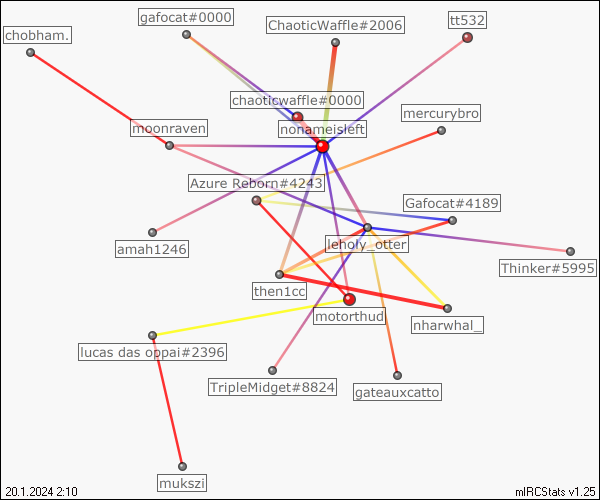 gafocat#0000
ChaoticWaffle#2006
tt532
chobham.
chaoticwaffle#0000
mercurybro
moonraven
nonameisleft
Azure Reborn#4243
Gafocat#4189
amah1246
leholy_otter
Thinker#5995
then1cc
motorthud
nharwhal_
lucas das oppai#2396
TripleMidget#8824
gateauxcatto
mukszi
20.1.2024 2:10
mIRCStats v1.25